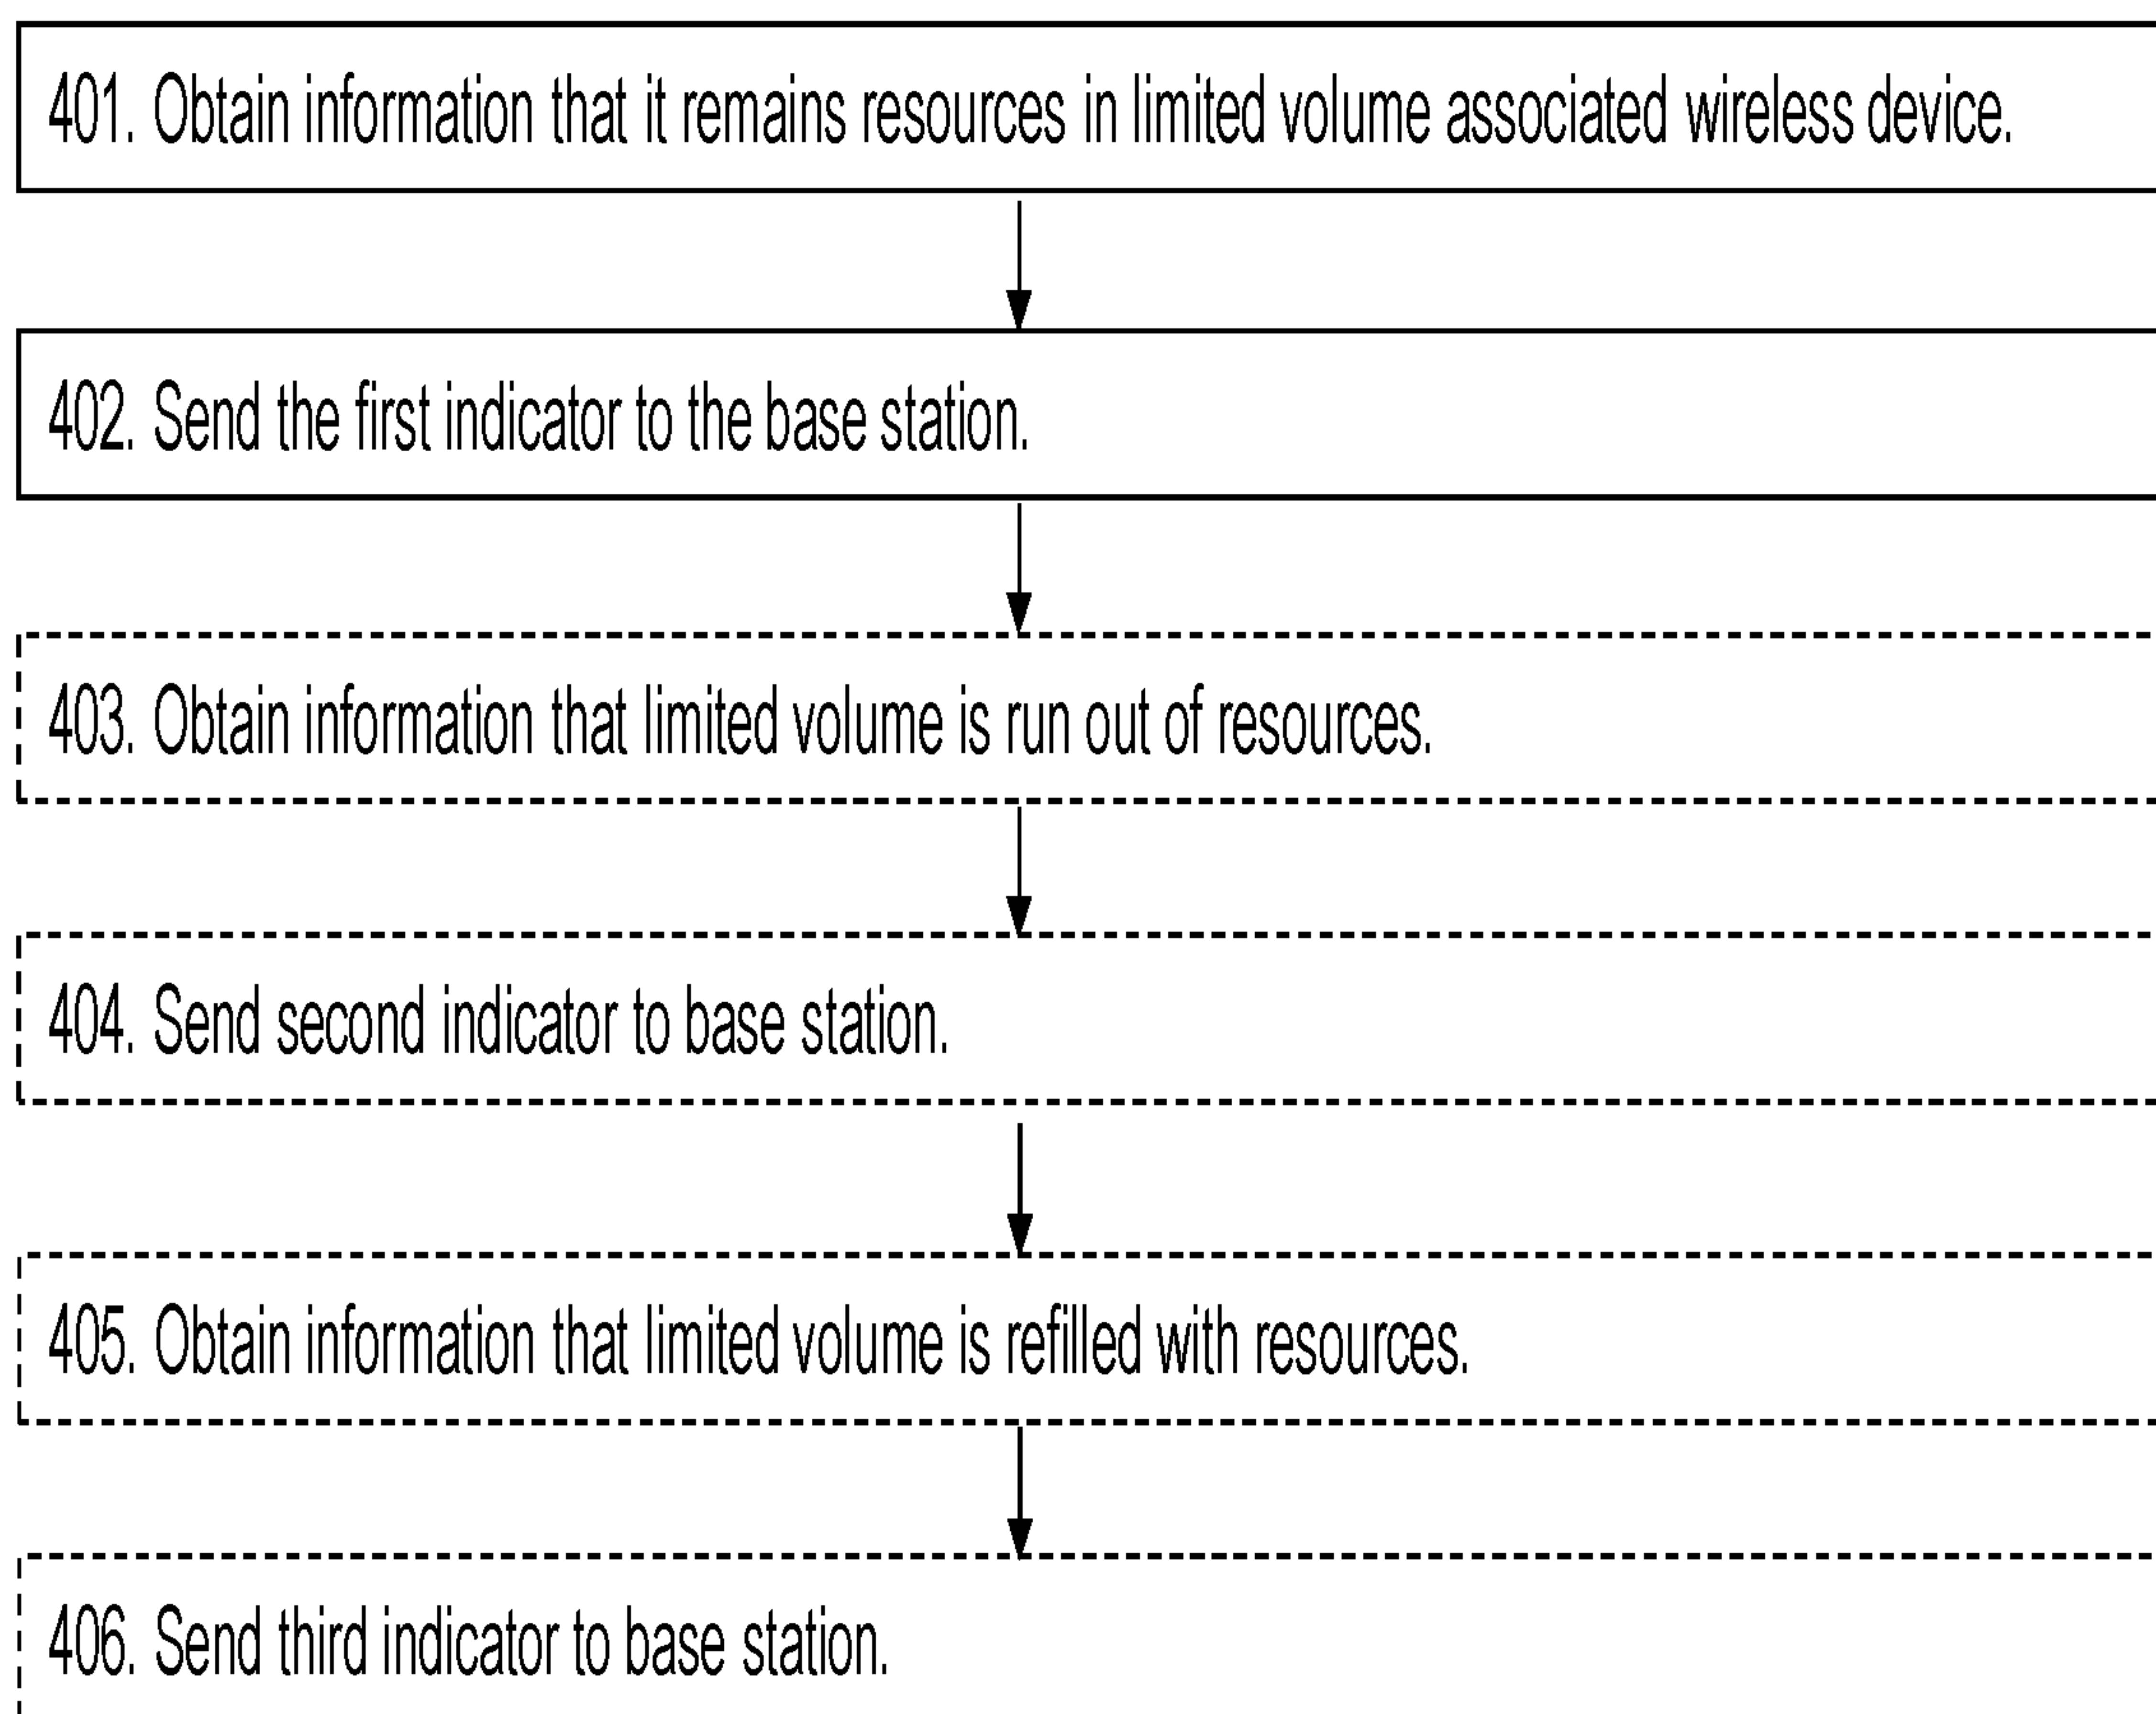 401. Obtain information that it remains resources in limited volume associated wireless device.
402. Send the first indicator to the base station.
403. Obtain information that limited volume is run out of resources.
404. Send second indicator to base station.
405. Obtain information that limited volume is refilled with resources.
406. Send third indicator to base station.